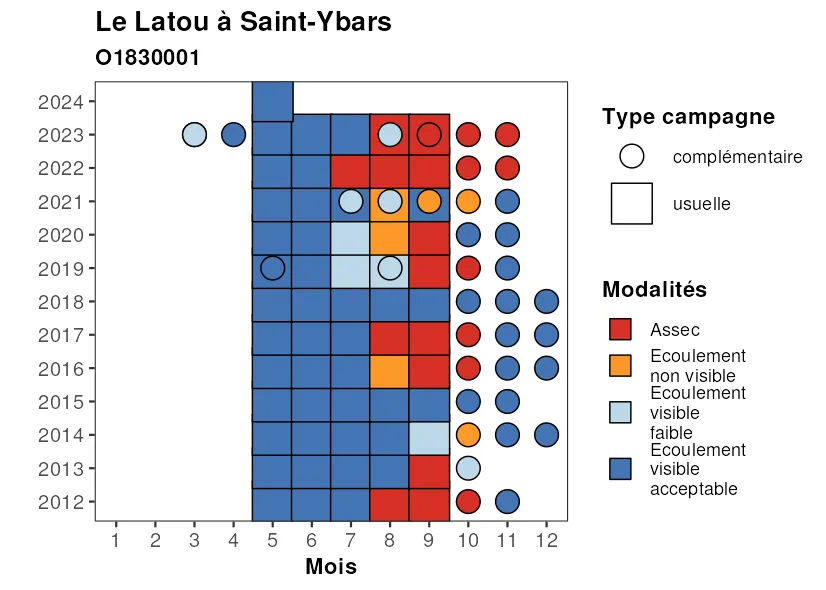 Le Latou à Saint-Ybars
O1830001
2024
2023
2022
2021
2020
2019
2018
2017
2016
2015
2014
2013
2012
1 2 3 4 5 6 7 8 9 10 11 12
Mois
Type campagne
complémentaire
usuelle
Modalités
Assec
Ecoulement
non visible
Ecoulement
visible
faible
Ecoulement
visible
acceptable